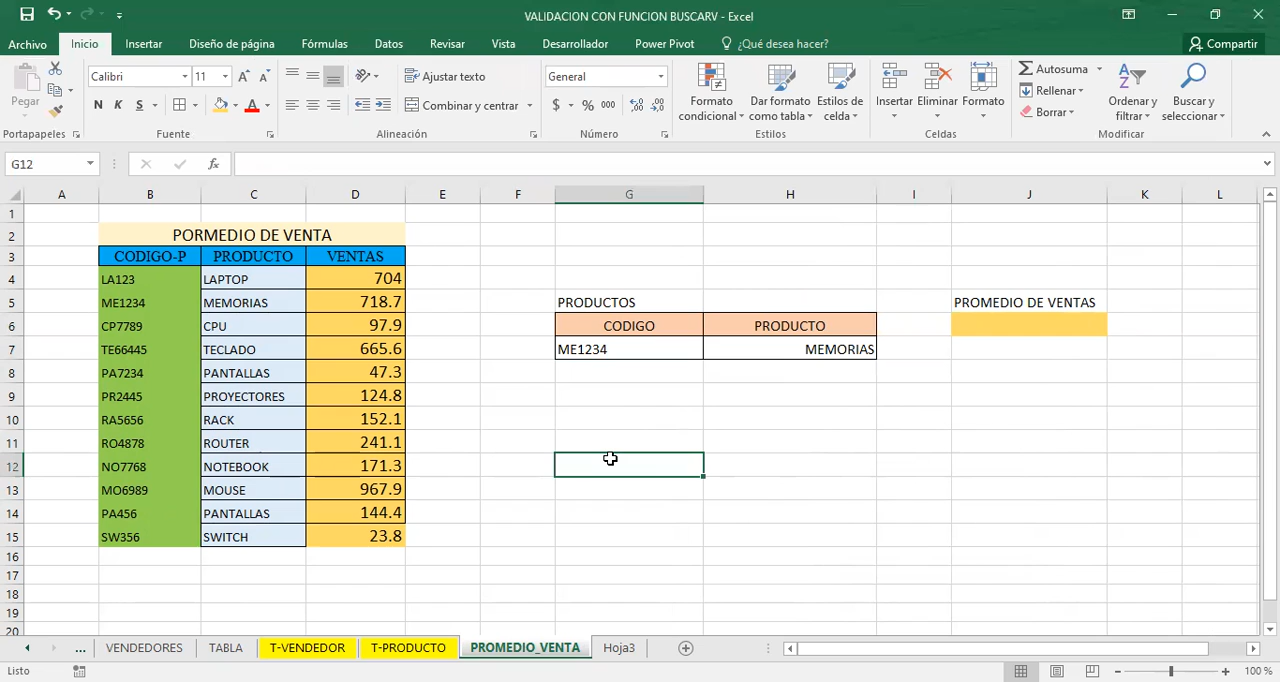 VALIDACION CON FUNCION BUSCARV - Excel
Archivo Inicio Insertar Diseño de página Fórmulas Datos Revisar Vista Desarrollador Power Pivot ¿Qué desea hacer? Compartir
Pegar
Portapapeles
Calibri 11
N K S
Fuente
Ajustar texto
Combinar y centrar
Alineación
General
$ % 000
Número
Formato condicional
Dar formato como tabla
Estilos de celda
Estilos
Insertar Eliminar Formato
Celdas
Autosuma
Rellenar
Borrar
Ordenar y filtrar
Buscar y seleccionar
Modificar
G12 fx
A B C D E F G H I J K L
1
2 PORMEDIO DE VENTA
3 CODIGO-P PRODUCTO VENTAS
4 LA123 LAPTOP 704
5 ME1234 MEMORIAS 718.7 PRODUCTOS PROMEDIO DE VENTAS
6 CP7789 CPU 97.9 CODIGO PRODUCTO
7 TE66445 TECLADO 665.6 ME1234 MEMORIAS
8 PA7234 PANTALLAS 47.3
9 PR2445 PROYECTORES 124.8
10 RA5656 RACK 152.1
11 RO4878 ROUTER 241.1
12 NO7768 NOTEBOOK 171.3
13 MO6989 MOUSE 967.9
14 PA456 PANTALLAS 144.4
15 SW356 SWITCH 23.8
16
17
18
19
20
... VENDEDORES TABLA T-VENDEDOR T-PRODUCTO PROMEDIO_VENTA Hoja3
Listo 100 %